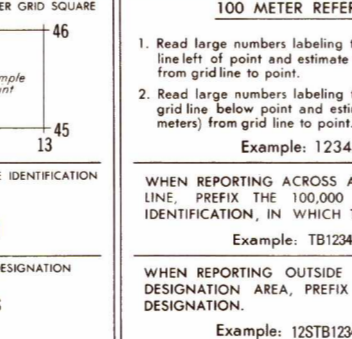 ER GRID SQUARE
46
mple
nt
45
13
E IDENTIFICATION
ESIGNATION
100 METER REFER
1. Read large numbers labeling
line left of point and estimate
from grid line to point.
2. Read large numbers labeling
grid line below point and esti
meters) from grid line to point.
Example: 1234
WHEN REPORTING ACROSS A
LINE, PREFIX THE 100,000
IDENTIFICATION, IN WHICH
Example: TB1234
WHEN REPORTING OUTSIDE
DESIGNATION AREA, PREFIX
DESIGNATION.
Example: 12STB1234